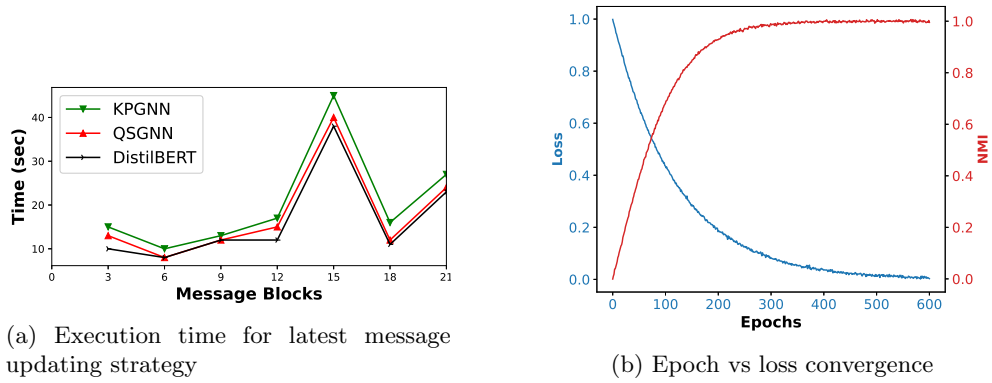 KPGNN
QSGNN
DistilBERT
Time (sec)
40
30
20
10
0 3 6 9 12 15 18 21
Message Blocks
(a) Execution time for latest message
updating strategy
1.0
0.8
0.6
0.4
0.2
0.0
Loss
1.0
0.8
0.6
0.4
0.2
0.0
NMI
0 100 200 300 400 500 600
Epochs
(b) Epoch vs loss convergence